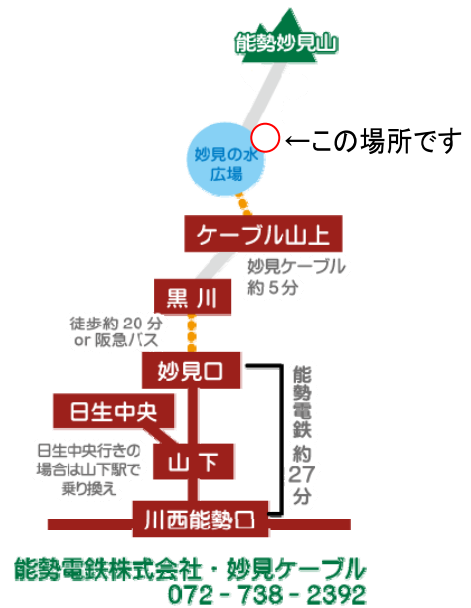 能勢妙見山
←この場所です
妙見の水
広場
ケーブル山上
妙見ケーブル
約5分
黒川
徒歩約20分
or 阪急バス
妙見口
日生中央
能勢電鉄 約27分
日生中央行きの
場合は山下駅で
乗り換え
山下
川西能勢口
能勢電鉄株式会社・妙見ケーブル
072-738-2392